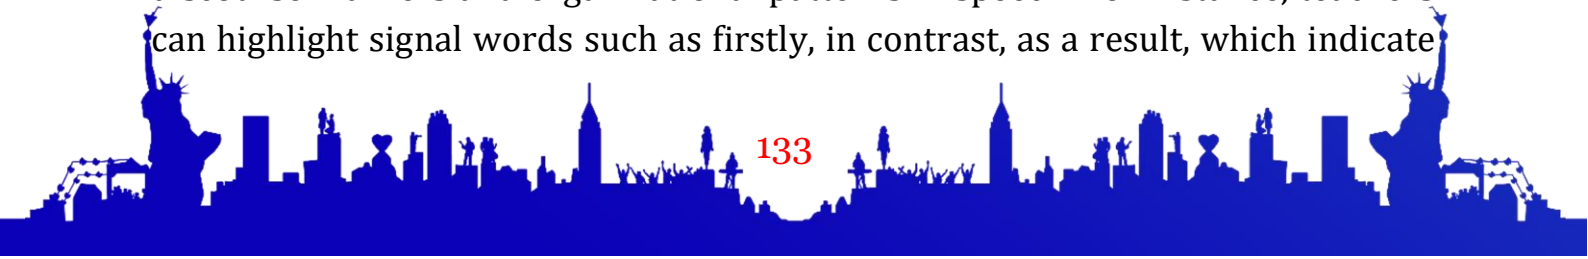 can highlight signal words such as firstly, in contrast, as a result, which indicate
133